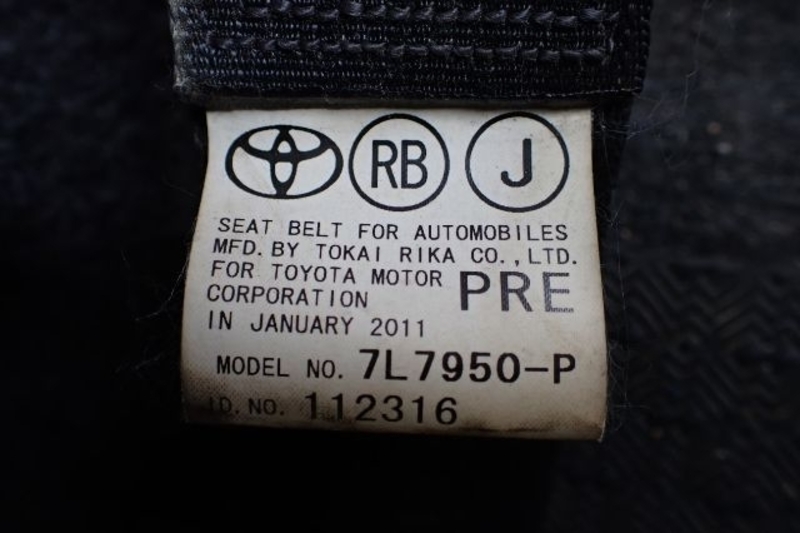 RB J
SEAT BELT FOR AUTOMOBILES
MFD. BY TOKAI RIKA CO., LTD.
FOR TOYOTA MOTOR
CORPORATION PRE
IN JANUARY 2011
MODEL NO. 7L7950-P
ID. NO. 112316